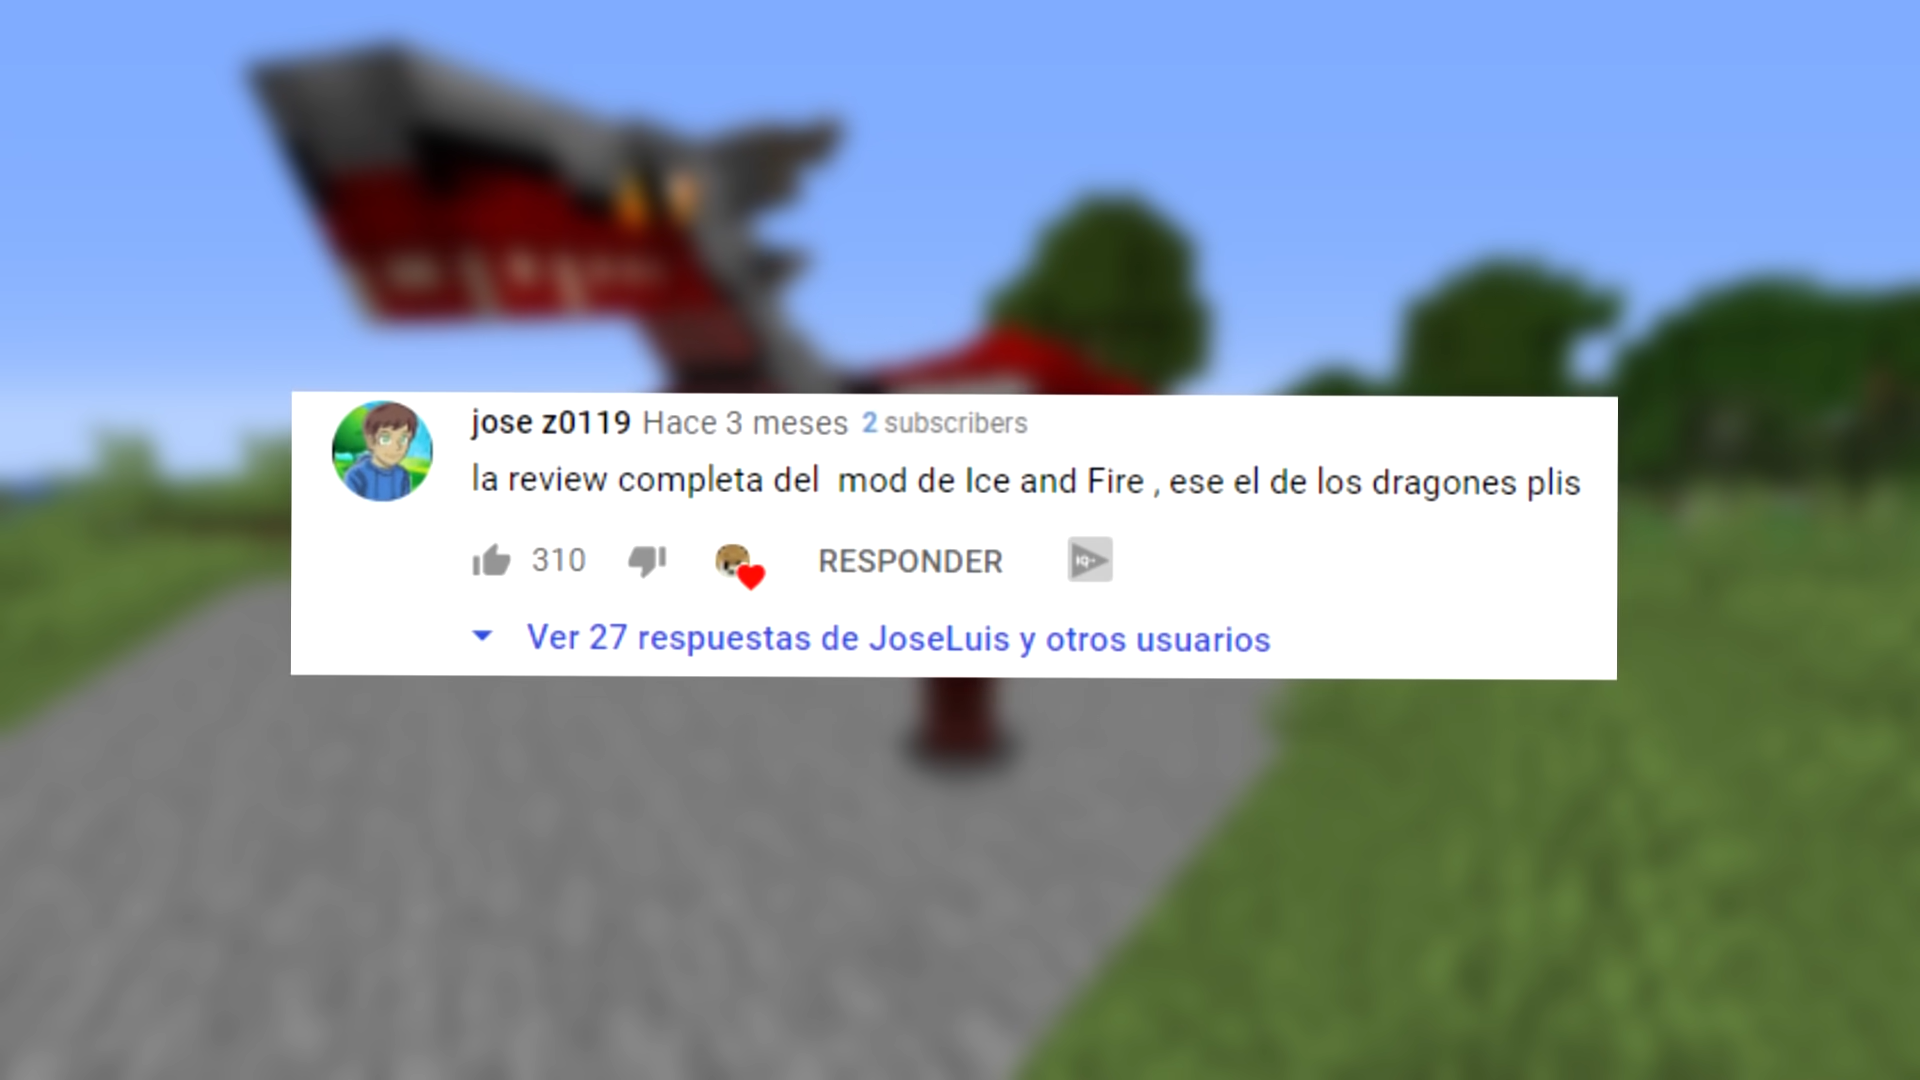 jose z0119 Hace 3 meses 2 subscribers
la review completa del mod de Ice and Fire , ese el de los dragones plis
310 RESPONDER IQ
Ver 27 respuestas de JoseLuis y otros usuarios